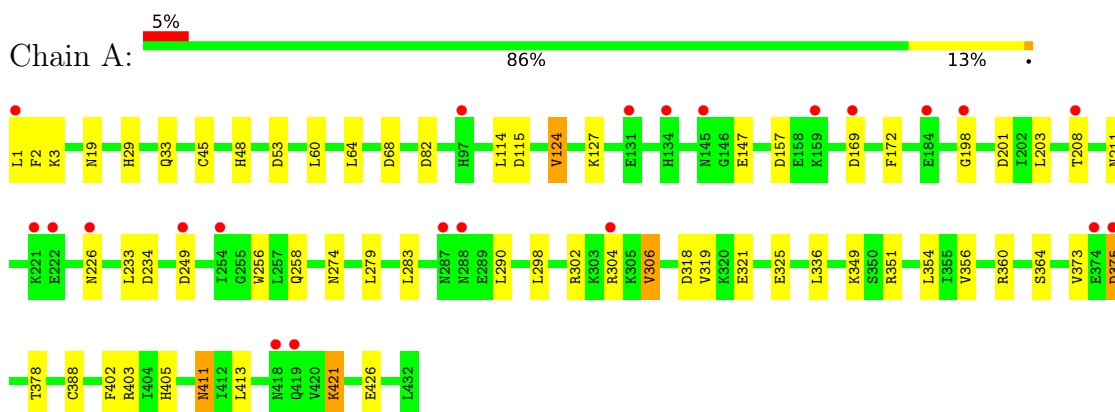 5%
Chain A:
86% 13% •
L1 F2 K3 N19 H29 Q33 C45 H48 D53 L60 L64 D68 D82 H97 L114 D115 V124 K127 E131 H134 N145 G146 E147 D157 E158 K159 D169 F172 E184 G198 D201 I202 L203 T208 N211
K221 E222 N226 L233 D234 D249 I254 G255 W256 L257 Q258 N274 L279 L283 N287 N288 E289 L290 L298 R302 K303 R304 K305 V306 D318 V319 K320 E321 E325 L336 K349 S350 R351 L354 I355 V356 R360 S364 V373 E374
T378 C388 F402 R403 I404 H405 N411 I412 L413 N418 Q419 V420 K421 E426 L432